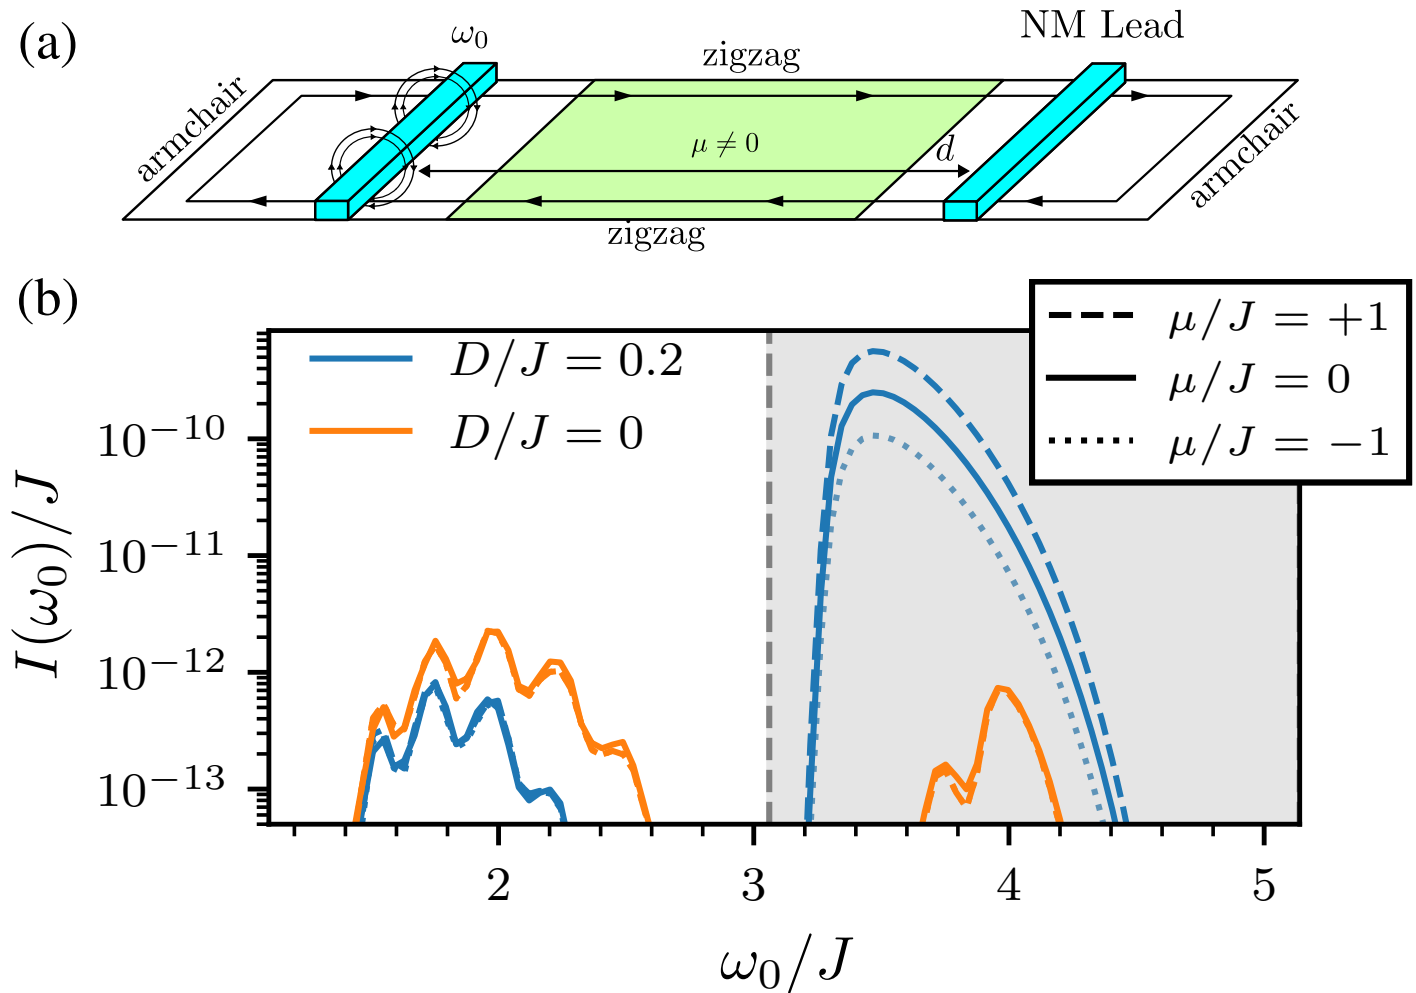 (a)
ω₀
NM Lead
zigzag
armchair
μ ≠ 0
d
armchair
zigzag
(b)
μ/J = +1
μ/J = 0
μ/J = −1
D/J = 0.2
D/J = 0
I(ω₀)/J
10⁻¹⁰
10⁻¹¹
10⁻¹²
10⁻¹³
2 3 4 5
ω₀/J